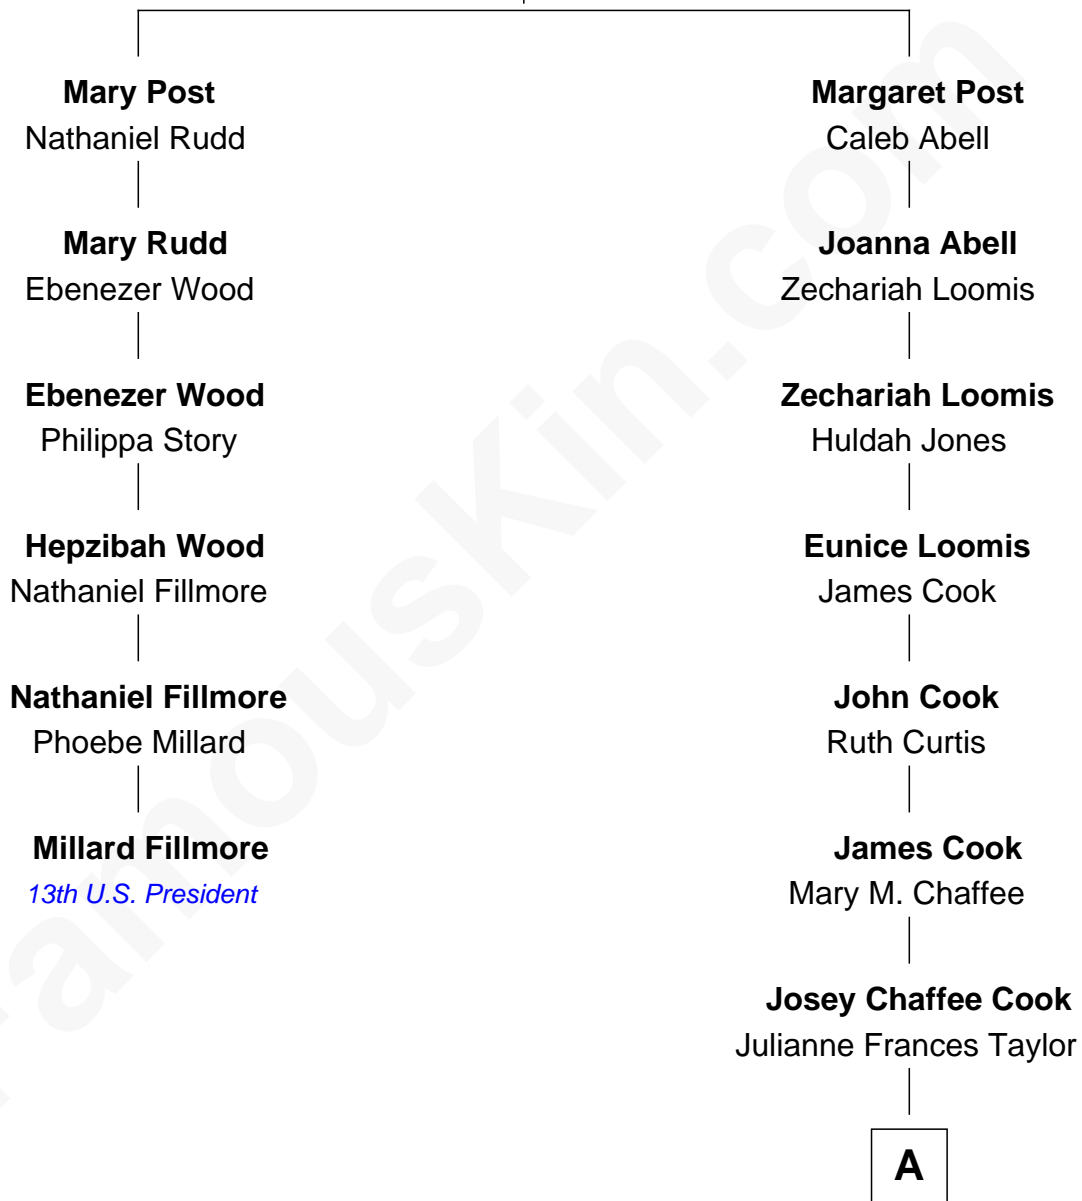 Mary Post
Nathaniel Rudd
Mary Rudd
Ebenezer Wood
Ebenezer Wood
Philippa Story
Hepzibah Wood
Nathaniel Fillmore
Nathaniel Fillmore
Phoebe Millard
Millard Fillmore
13th U.S. President
Margaret Post
Caleb Abell
Joanna Abell
Zechariah Loomis
Zechariah Loomis
Huldah Jones
Eunice Loomis
James Cook
John Cook
Ruth Curtis
James Cook
Mary M. Chaffee
Josey Chaffee Cook
Julianne Frances Taylor
A
FamousKin.com